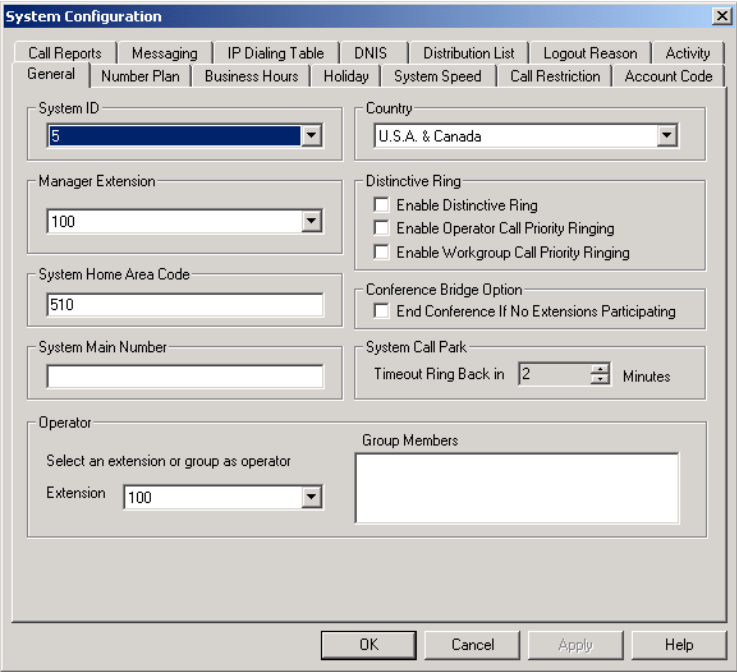 System Configuration
Call Reports Messaging IP Dialing Table DNIS Distribution List Logout Reason Activity
General Number Plan Business Hours Holiday System Speed Call Restriction Account Code
System ID
5
Country
U.S.A. & Canada
Manager Extension
100
Distinctive Ring
Enable Distinctive Ring
Enable Operator Call Priority Ringing
Enable Workgroup Call Priority Ringing
System Home Area Code
510
Conference Bridge Option
End Conference If No Extensions Participating
System Main Number
System Call Park
Timeout Ring Back in 2 Minutes
Operator
Select an extension or group as operator
Extension 100
Group Members
OK Cancel Apply Help